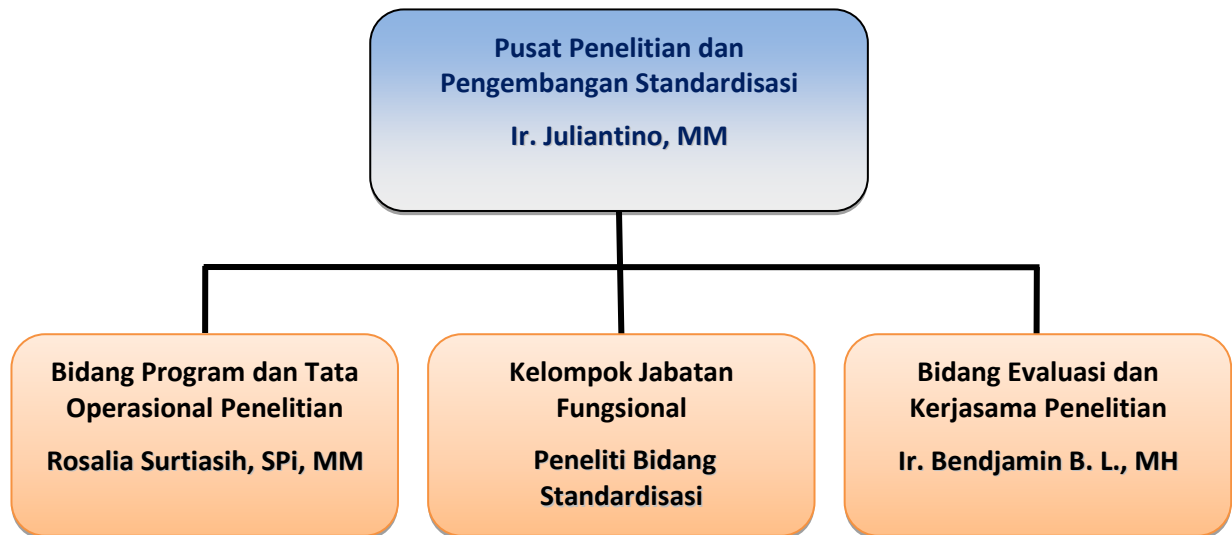 Pusat Penelitian dan
Pengembangan Standardisasi
Ir. Juliantino, MM
Bidang Program dan Tata
Operasional Penelitian
Rosalia Surtiasih, SPi, MM
Kelompok Jabatan
Fungsional
Peneliti Bidang
Standardisasi
Bidang Evaluasi dan
Kerjasama Penelitian
Ir. Bendjamin B. L., MH